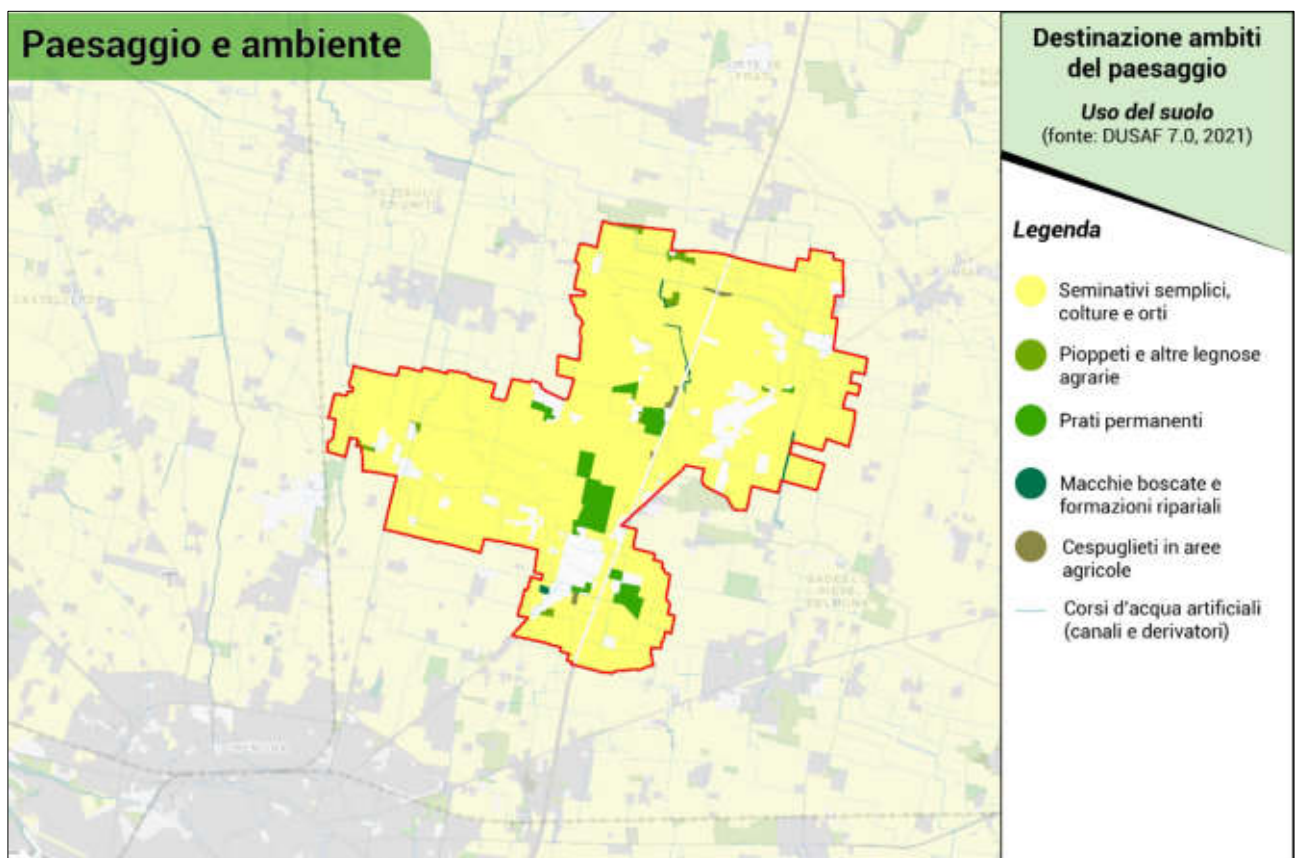 Paesaggio e ambiente
Destinazione ambiti
del paesaggio
Uso del suolo
(fonte: DUSAF 7.0, 2021)
Legenda
Seminativi semplici,
colture e orti
Pioppeti e altre legnose
agrarie
Prati permanenti
Macchie boscate e
formazioni ripariali
Cespuglieti in aree
agricole
Corsi d'acqua artificiali
(canali e derivatori)